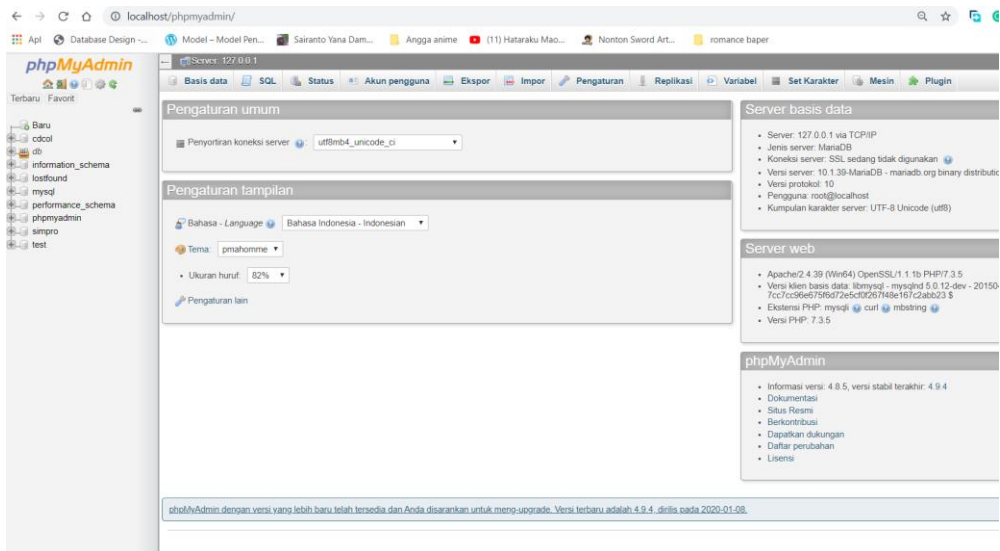 localhost/phpmyadmin/
Apl Database Design -... Model – Model Pen... Sairanto Yana Dam... Angga anime (11) Hataraku Mao... Nonton Sword Art... romance baper
phpMyAdmin
Terbaru Favorit
Baru
cdcol
db
information_schema
lostfound
mysql
performance_schema
phpmyadmin
simpro
test
Server: 127.0.0.1
Basis data SQL Status Akun pengguna Ekspor Impor Pengaturan Replikasi Variabel Set Karakter Mesin Plugin
Pengaturan umum
Penyortiran koneksi server : utf8mb4_unicode_ci
Pengaturan tampilan
Bahasa - Language Bahasa Indonesia - Indonesian
Tema: pmahomme
• Ukuran huruf: 82%
Pengaturan lain
Server basis data
• Server: 127.0.0.1 via TCP/IP
• Jenis server: MariaDB
• Koneksi server: SSL sedang tidak digunakan
• Versi server: 10.1.39-MariaDB - mariadb.org binary distributic
• Versi protokol: 10
• Pengguna: root@localhost
• Kumpulan karakter server: UTF-8 Unicode (utf8)
Server web
• Apache/2.4.39 (Win64) OpenSSL/1.1.1b PHP/7.3.5
• Versi klien basis data: libmysql - mysqlnd 5.0.12-dev - 20150
• Ekstensi PHP: mysqli curl mbstring
• Versi PHP: 7.3.5
phpMyAdmin
• Informasi versi: 4.8.5, versi stabil terakhir: 4.9.4
• Dokumentasi
• Situs Resmi
• Berkontribusi
• Dapatkan dukungan
• Daftar perubahan
• Lisensi
phpMyAdmin dengan versi yang lebih baru telah tersedia dan Anda disarankan untuk meng-upgrade. Versi terbaru adalah 4.9.4, dirilis pada 2020-01-08.